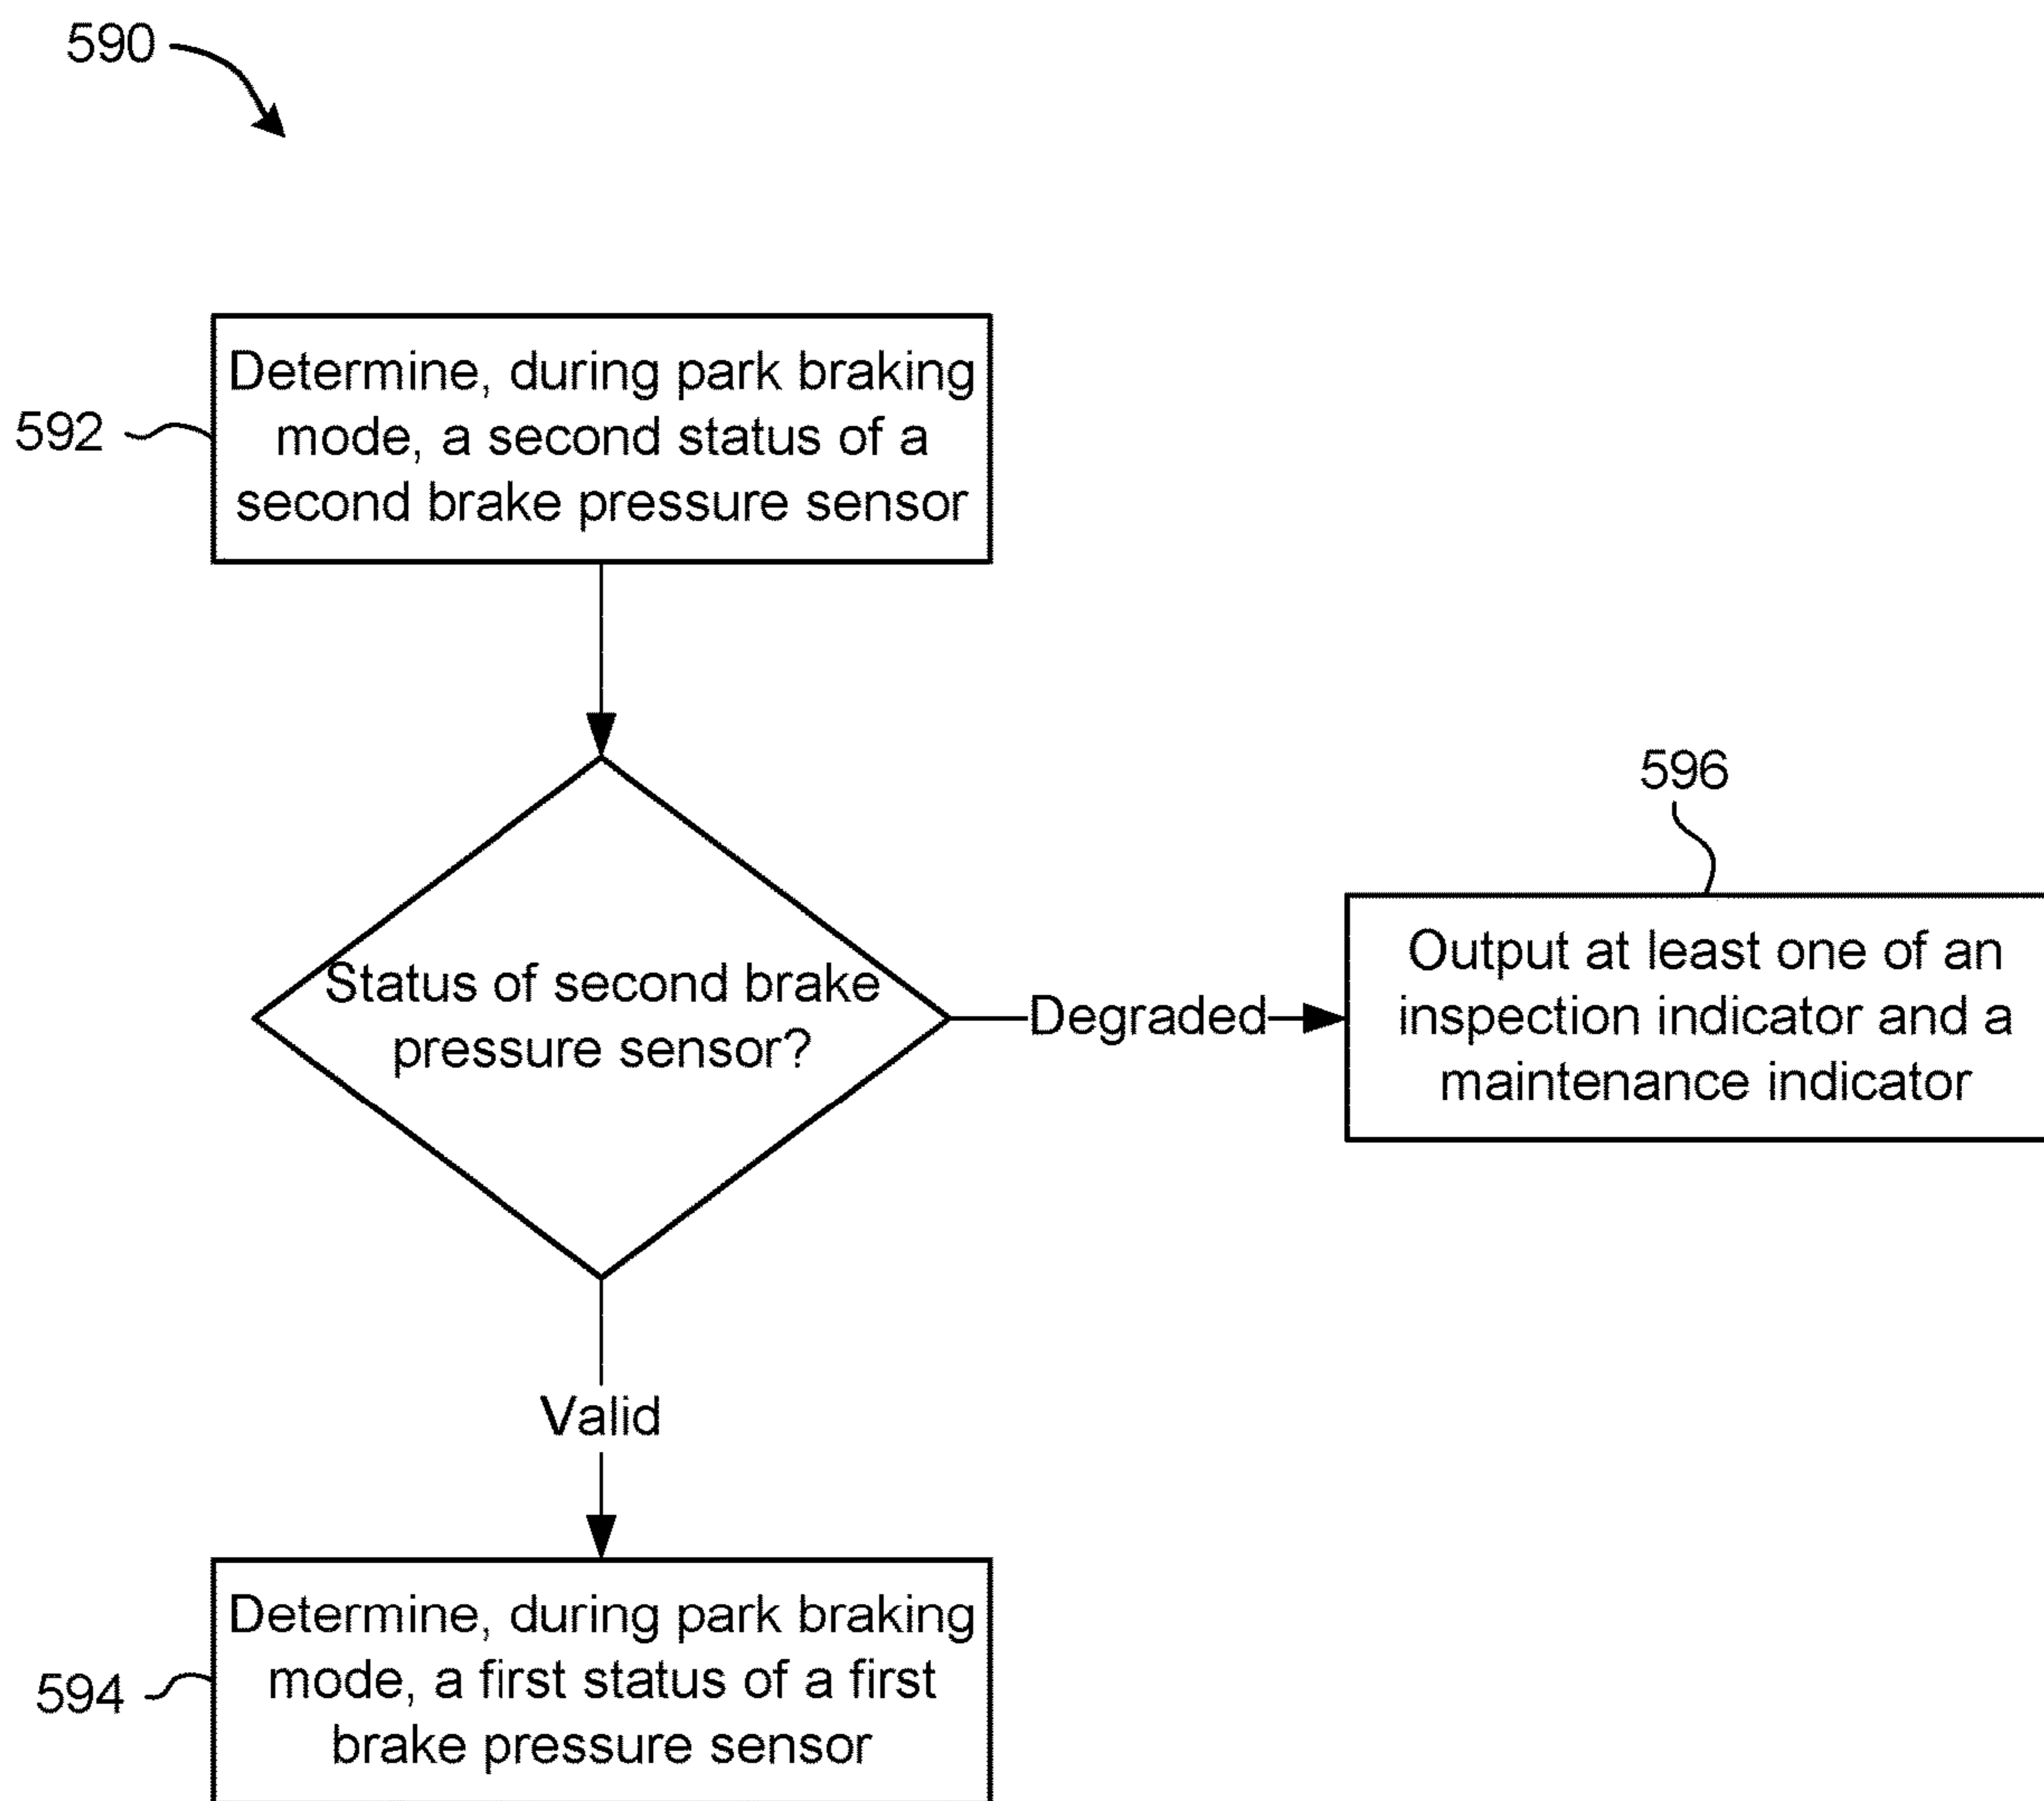 590
592
Determine, during park braking
mode, a second status of a
second brake pressure sensor
Status of second brake
pressure sensor?
Degraded
596
Output at least one of an
inspection indicator and a
maintenance indicator
Valid
594
Determine, during park braking
mode, a first status of a first
brake pressure sensor